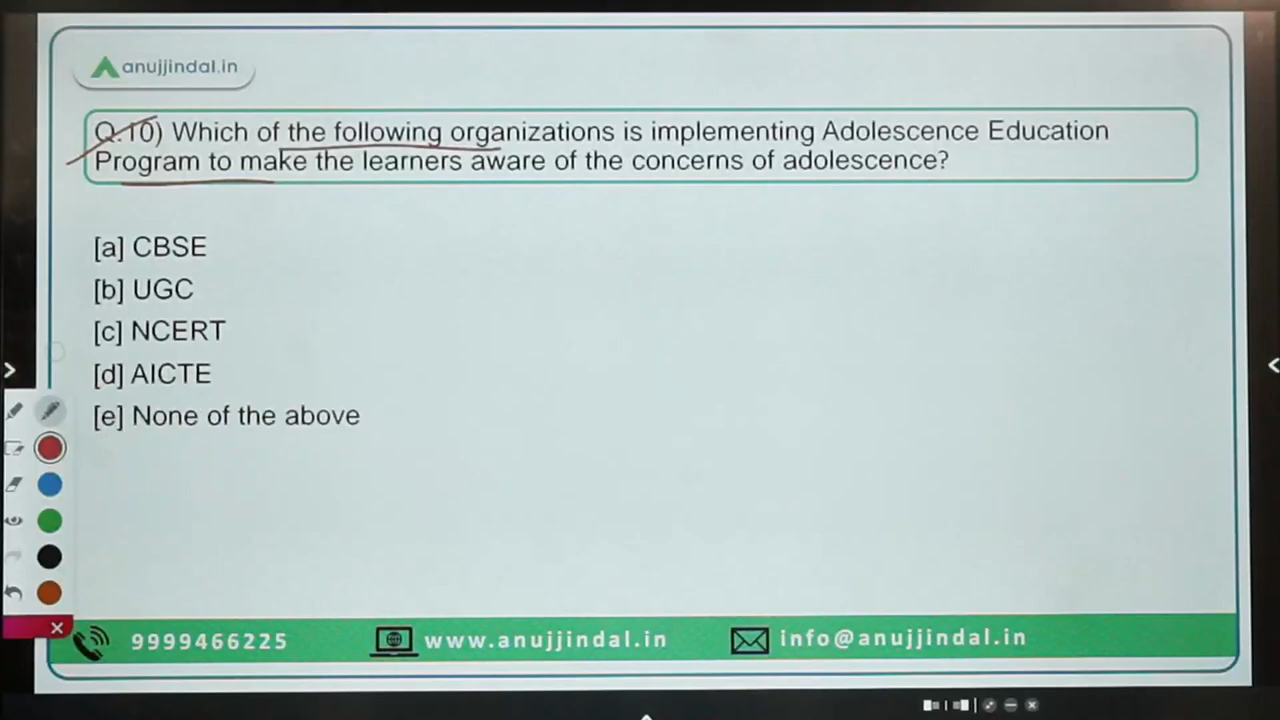 anujjindal.in
Q.10) Which of the following organizations is implementing Adolescence Education
Program to make the learners aware of the concerns of adolescence?
[a] CBSE
[b] UGC
[c] NCERT
[d] AICTE
[e] None of the above
9999466225 www.anujjindal.in info@anujjindal.in